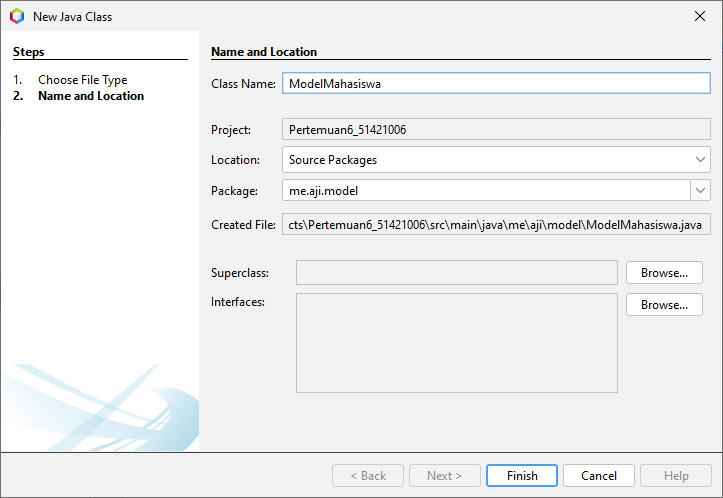 New Java Class
Steps
1. Choose File Type
2. Name and Location
Name and Location
Class Name: ModelMahasiswa
Project: Pertemuan6_51421006
Location: Source Packages
Package: me.aji.model
Created File: cts\Pertemuan6_51421006\src\main\java\me\aji\model\ModelMahasiswa.java
Superclass: Browse...
Interfaces: Browse...
< Back Next > Finish Cancel Help